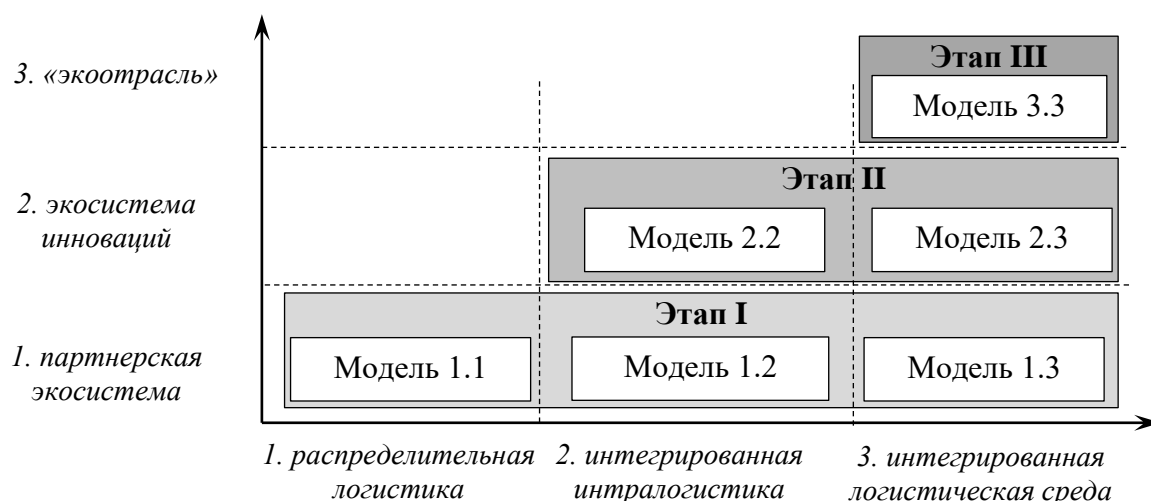 Этап III
3. «экоотрасль»
Модель 3.3
Этап II
2. экосистема
инноваций
Модель 2.2
Модель 2.3
Этап I
1. партнерская
экосистема
Модель 1.1
Модель 1.2
Модель 1.3
1. распределительная
логистика
2. интегрированная
интралогистика
3. интегрированная
логистическая среда